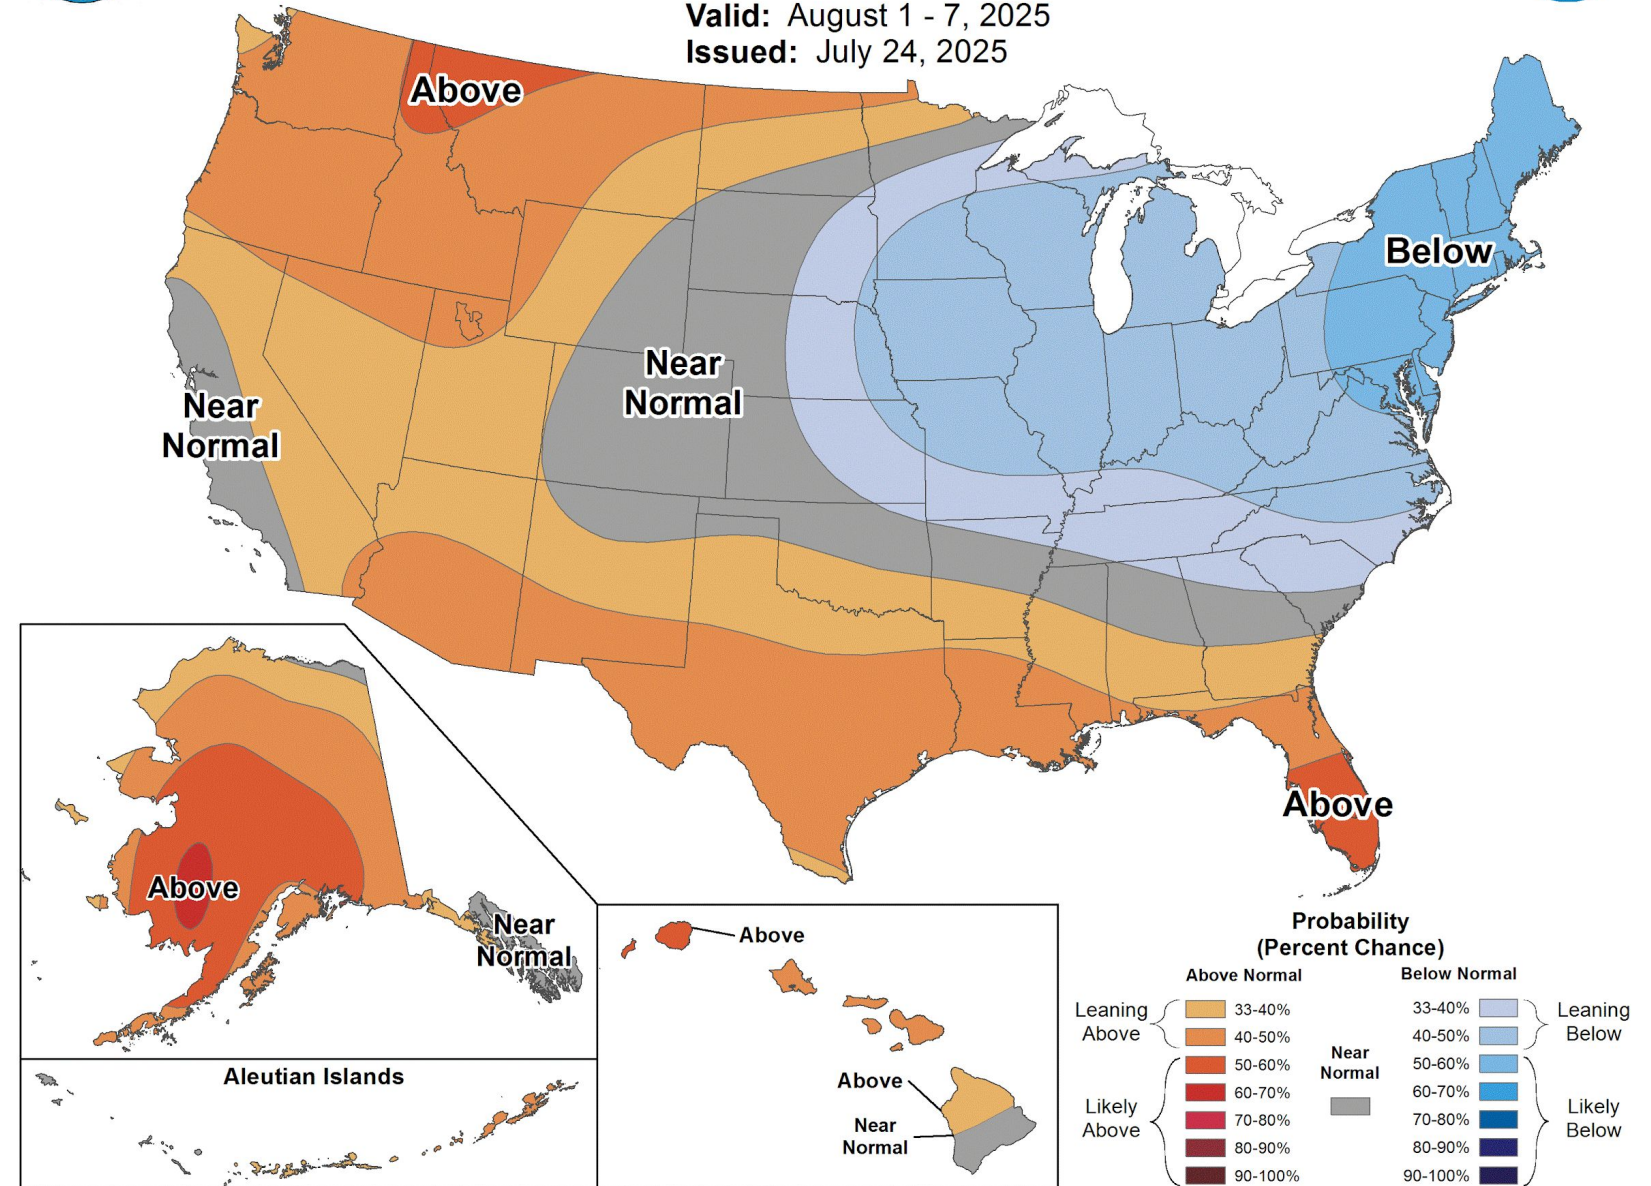 Valid: August 1 - 7, 2025
Issued: July 24, 2025
Above
Below
Near
Normal
Near
Normal
Above
Above
Near
Normal
Aleutian Islands
Above
Above
Near
Normal
Probability
(Percent Chance)
Above Normal
Below Normal
Leaning
Above
33-40%
40-50%
50-60%
60-70%
70-80%
80-90%
90-100%
Likely
Above
Near
Normal
33-40%
40-50%
50-60%
60-70%
70-80%
80-90%
90-100%
Leaning
Below
Likely
Below